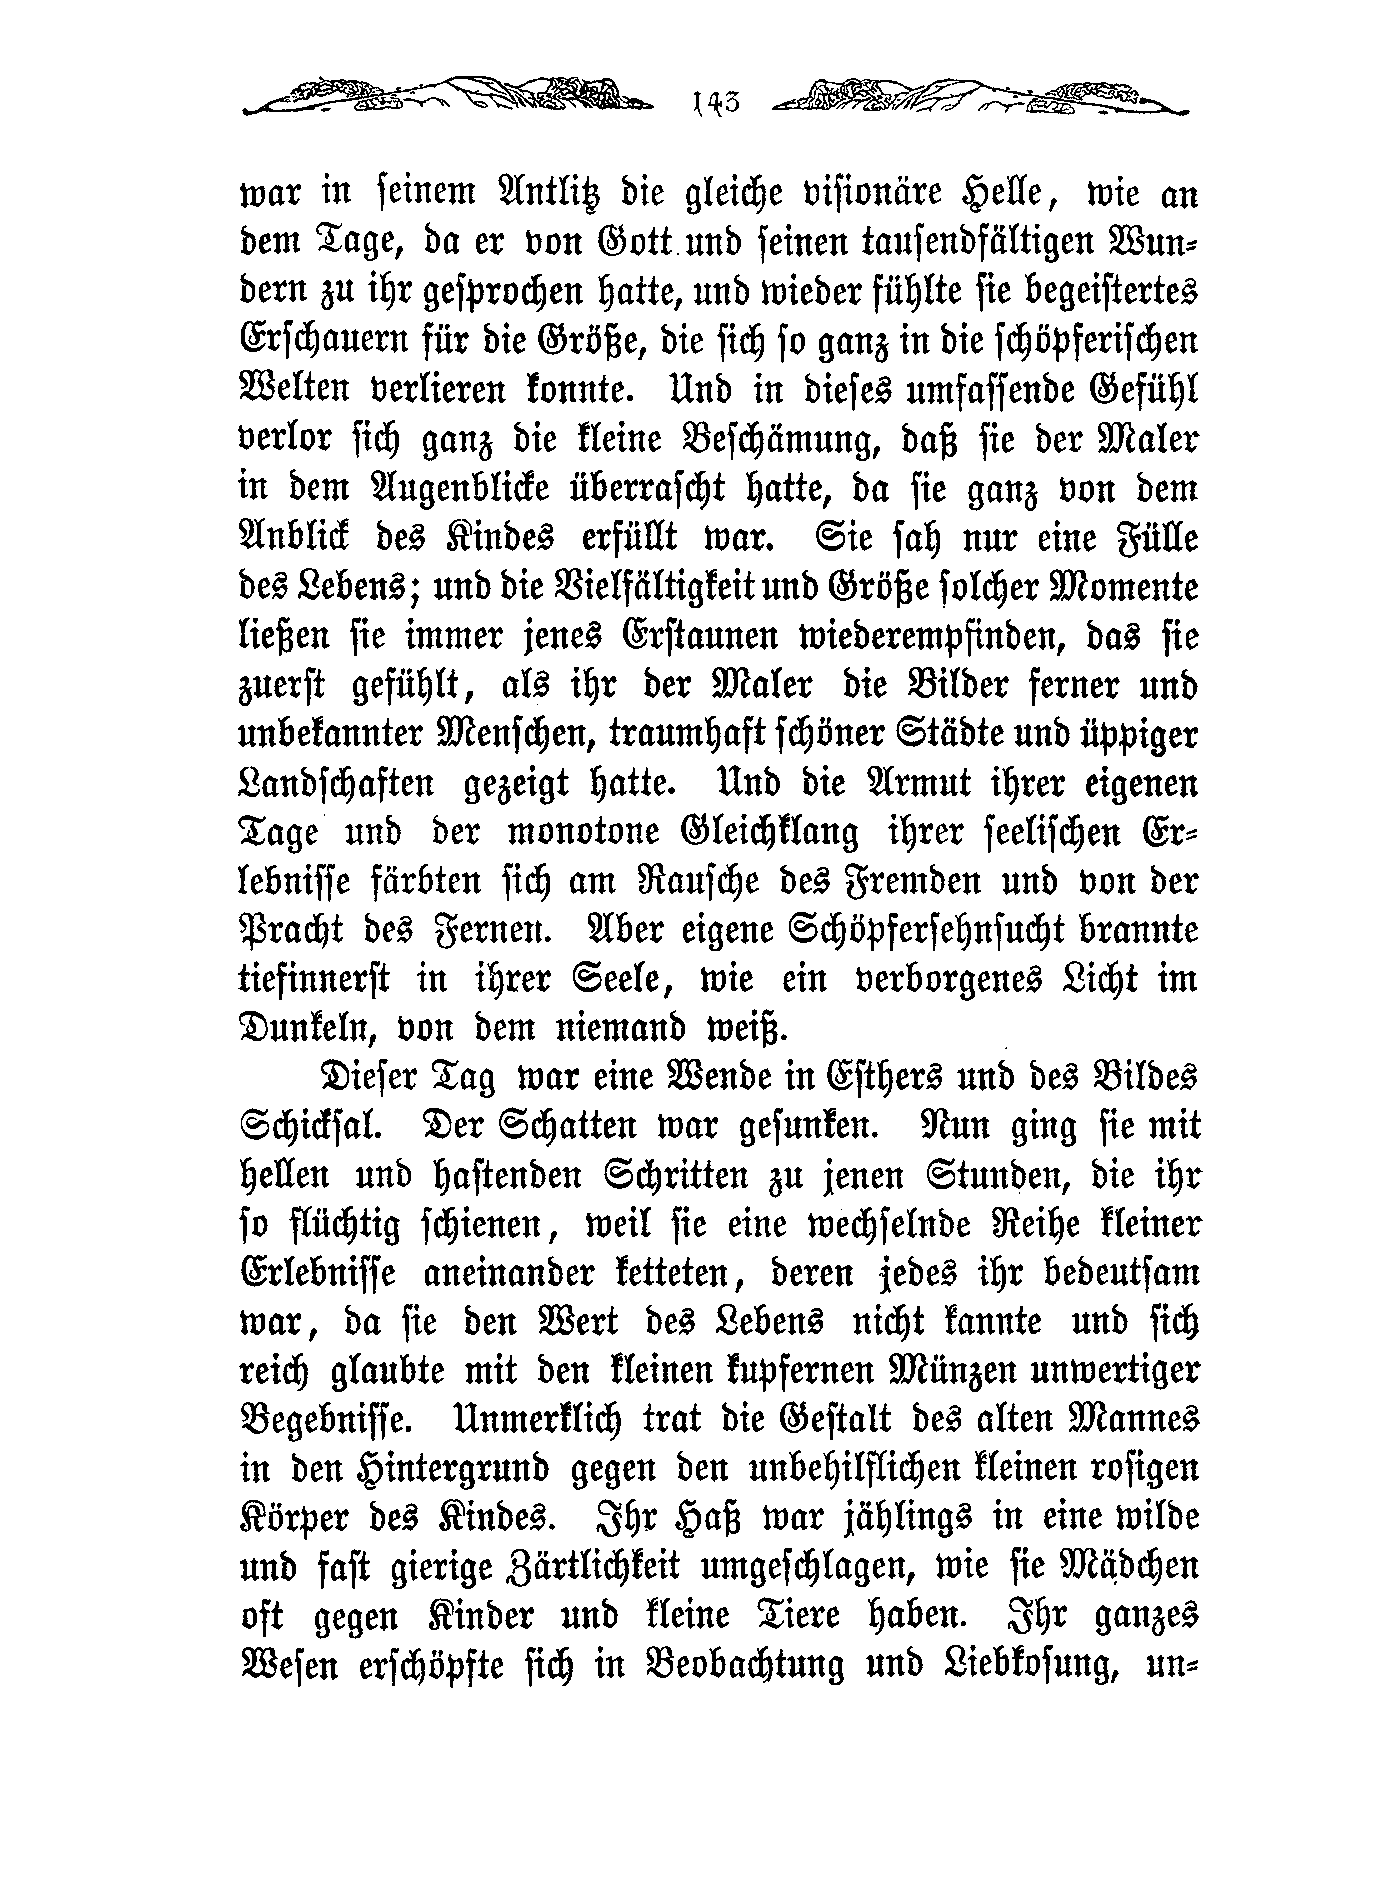 143
war in seinem Antlitz die gleiche visionäre Helle, wie an
dem Tage, da er von Gott und seinen tausendfältigen Wun-
dern zu ihr gesprochen hatte, und wieder fühlte sie begeistertes
Erschauern für die Größe, die sich so ganz in die schöpferischen
Welten verlieren konnte. Und in dieses umfassende Gefühl
verlor sich ganz die kleine Beschämung, daß sie der Maler
in dem Augenblicke überrascht hatte, da sie ganz von dem
Anblick des Kindes erfüllt war. Sie sah nur eine Fülle
des Lebens; und die Vielfältigkeit und Größe solcher Momente
ließen sie immer jenes Erstaunen wiederempfinden, das sie
zuerst gefühlt, als ihr der Maler die Bilder ferner und
unbekannter Menschen, traumhaft schöner Städte und üppiger
Landschaften gezeigt hatte. Und die Armut ihrer eigenen
Tage und der monotone Gleichklang ihrer seelischen Er-
lebnisse färbten sich am Rausche des Fremden und von der
Pracht des Fernen. Aber eigene Schöpfersehnsucht brannte
tiefinnerst in ihrer Seele, wie ein verborgenes Licht im
Dunkeln, von dem niemand weiß.
Dieser Tag war eine Wende in Esthers und des Bildes
Schicksal. Der Schatten war gesunken. Nun ging sie mit
hellen und hastenden Schritten zu jenen Stunden, die ihr
so flüchtig schienen, weil sie eine wechselnde Reihe kleiner
Erlebnisse aneinander ketteten, deren jedes ihr bedeutsam
war, da sie den Wert des Lebens nicht kannte und sich
reich glaubte mit den kleinen kupfernen Münzen unwertiger
Begebnisse. Unmerklich trat die Gestalt des alten Mannes
in den Hintergrund gegen den unbehilflichen kleinen rosigen
Körper des Kindes. Ihr Haß war jählings in eine wilde
und fast gierige Zärtlichkeit umgeschlagen, wie sie Mädchen
oft gegen Kinder und kleine Tiere haben. Ihr ganzes
Wesen erschöpfte sich in Beobachtung und Liebkosung, un-